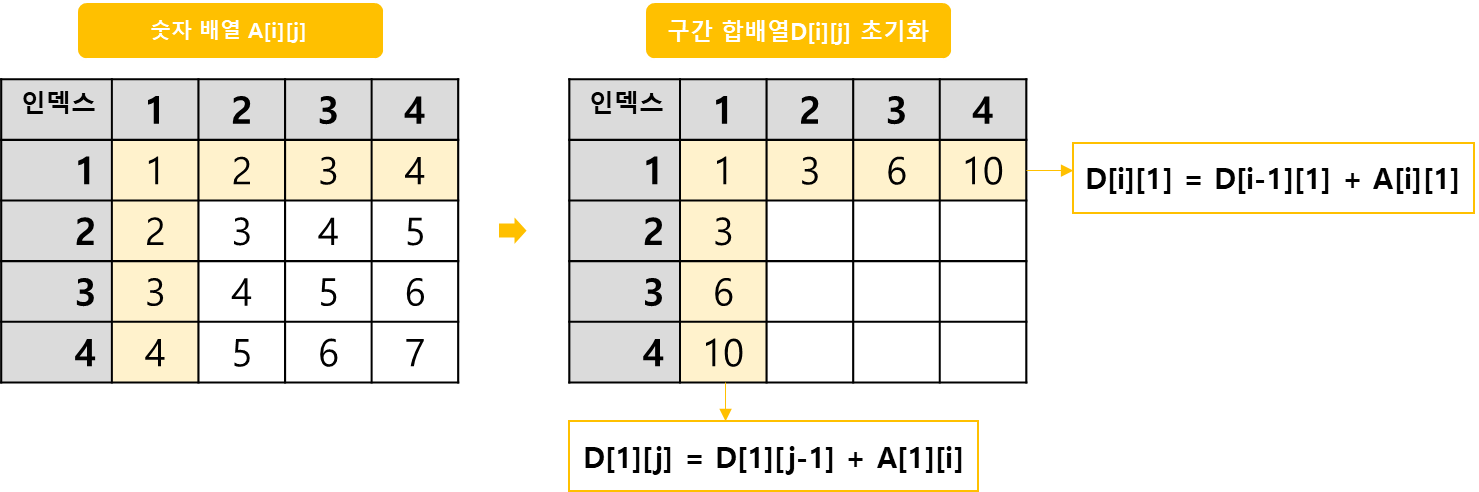 숫자 배열 A[i][j]
구간 합배열D[i][j] 초기화
인덱스 1 2 3 4
1 1 2 3 4
2 2 3 4 5
3 3 4 5 6
4 4 5 6 7
인덱스 1 2 3 4
1 1 3 6 10
2 3
3 6
4 10
D[i][1] = D[i-1][1] + A[i][1]
D[1][j] = D[1][j-1] + A[1][i]